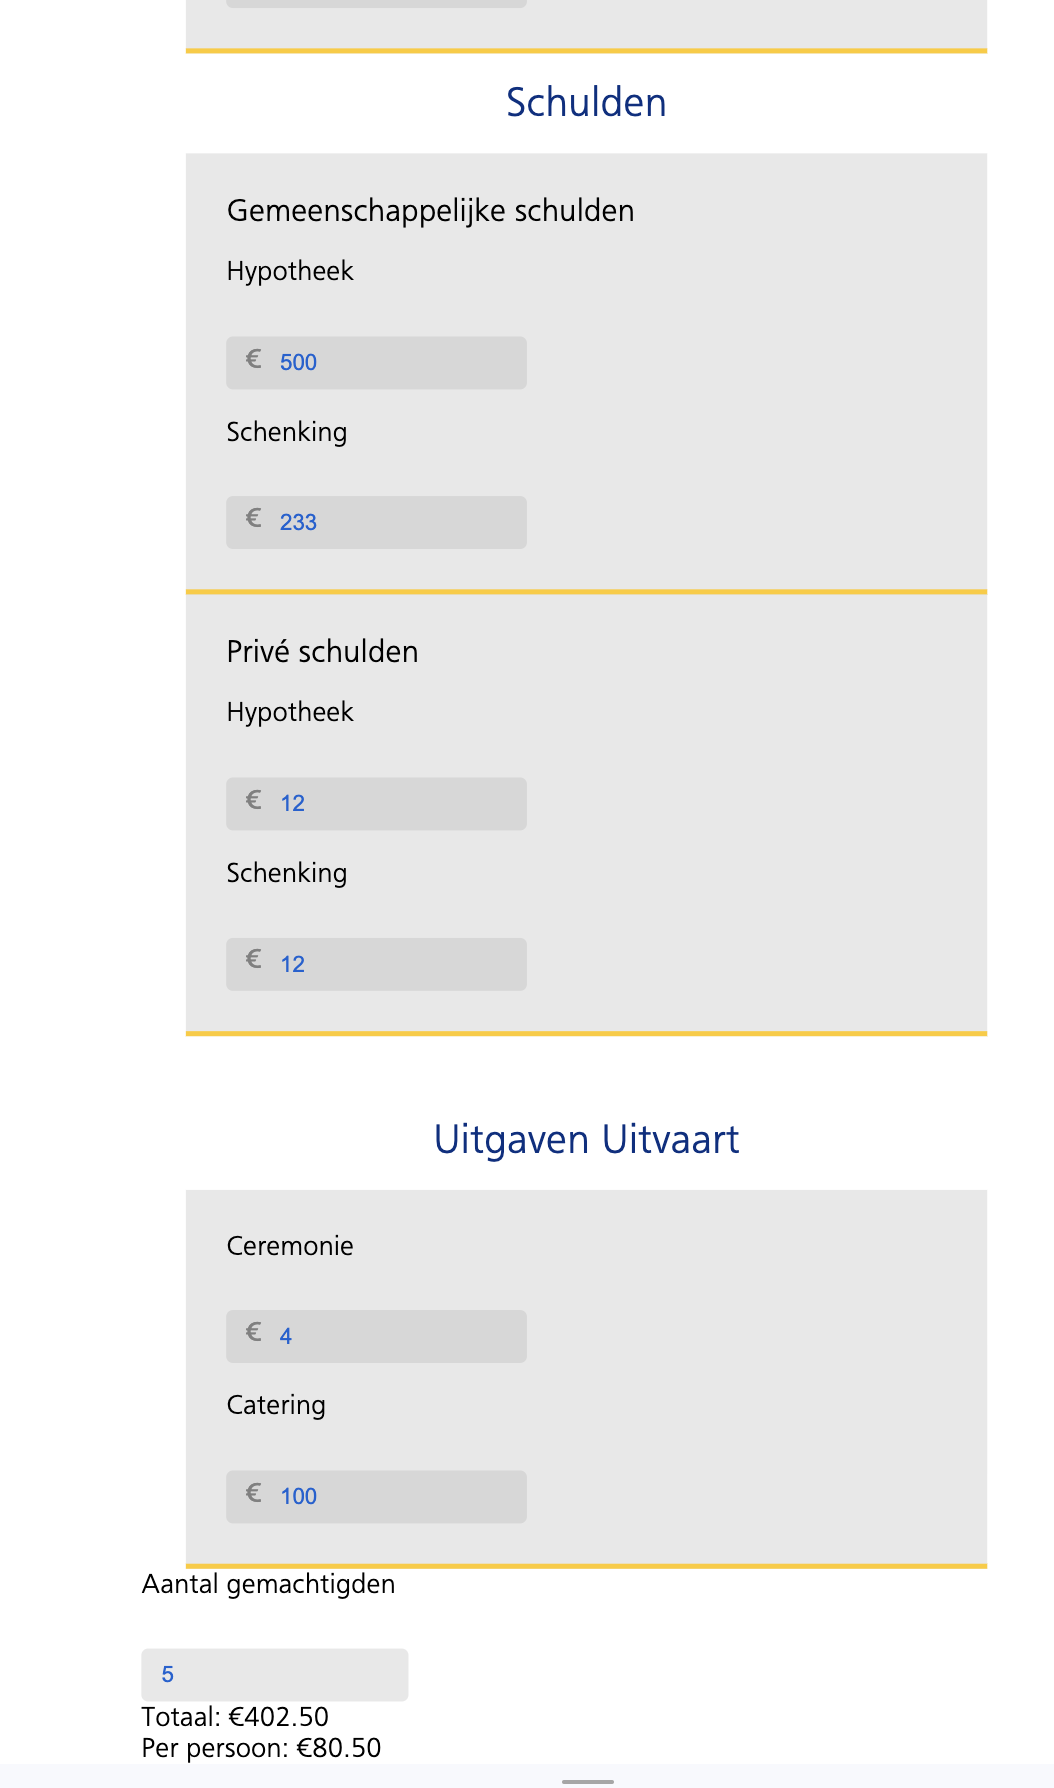 Schulden
Gemeenschappelijke schulden
Hypotheek
€ 500
Schenking
€ 233
Privé schulden
Hypotheek
€ 12
Schenking
€ 12
Uitgaven Uitvaart
Ceremonie
€ 4
Catering
€ 100
Aantal gemachtigden
5
Totaal: €402.50
Per persoon: €80.50